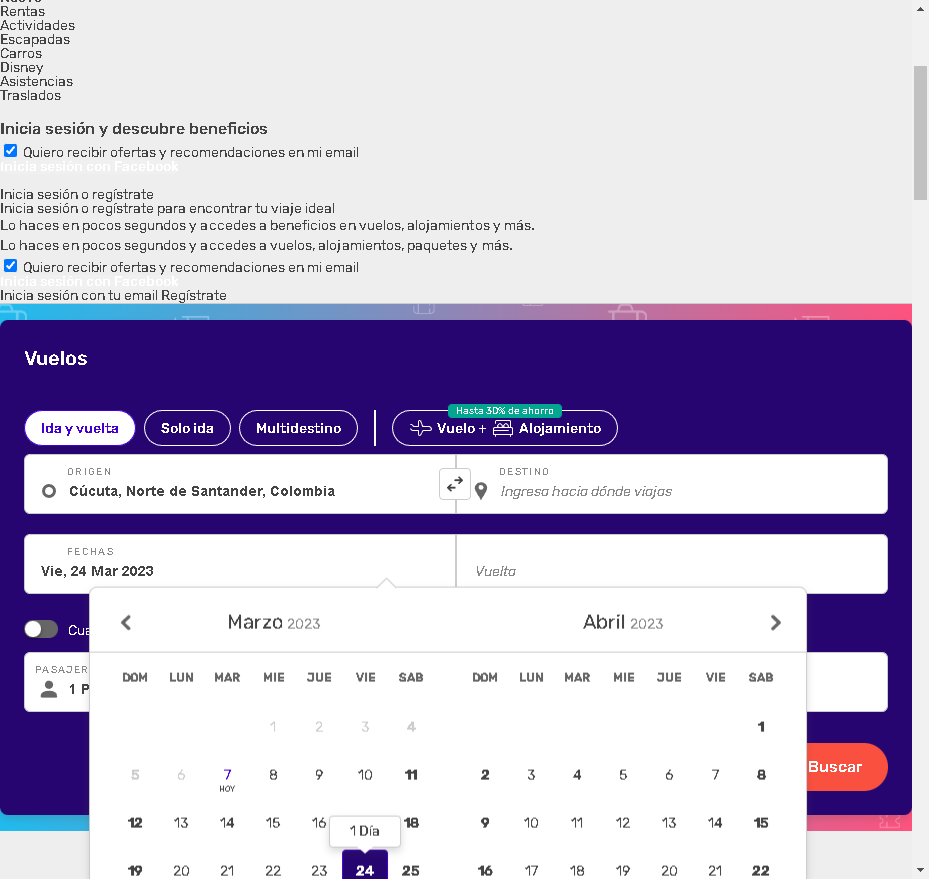 Nuevo
Rentas
Actividades
Escapadas
Carros
Disney
Asistencias
Traslados
Inicia sesión y descubre beneficios
Quiero recibir ofertas y recomendaciones en mi email
Inicia sesión con Facebook
Inicia sesión o regístrate
Inicia sesión o regístrate para encontrar tu viaje ideal
Lo haces en pocos segundos y accedes a beneficios en vuelos, alojamientos y más.
Lo haces en pocos segundos y accedes a vuelos, alojamientos, paquetes y más.
Quiero recibir ofertas y recomendaciones en mi email
Inicia sesión con Facebook
Inicia sesión con tu email Regístrate
Vuelos
Hasta 30% de ahorro
Ida y vuelta Solo ida Multidestino Vuelo + Alojamiento
ORIGEN DESTINO
Cúcuta, Norte de Santander, Colombia Ingresa hacia dónde viajas
FECHAS
Vie, 24 Mar 2023 Vuelta
Marzo 2023 Abril 2023
Cua
PASAJER
DOM LUN MAR MIE JUE VIE SAB DOM LUN MAR MIE JUE VIE SAB
1 P
1 2 3 4 1
Buscar
5 6 7 8 9 10 11 2 3 4 5 6 7 8
HOY
12 13 14 15 16 18 9 10 11 12 13 14 15
1 Día
19 20 21 22 23 24 25 16 17 18 19 20 21 22